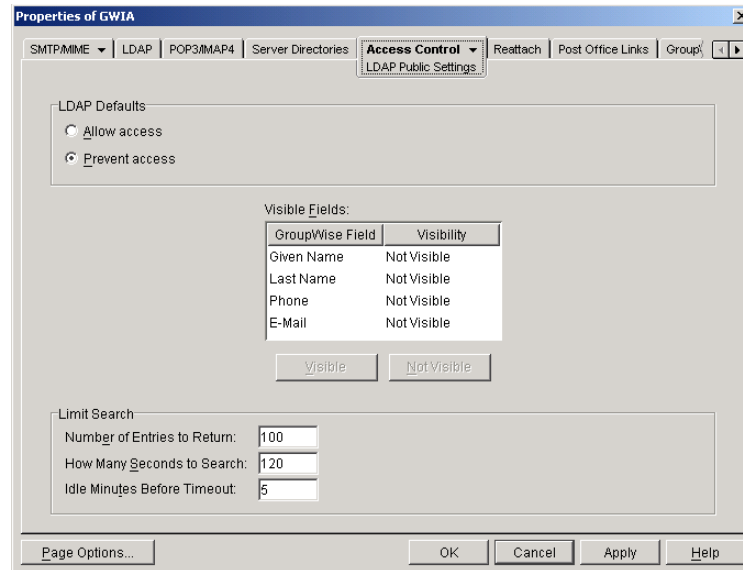 Properties of GWIA
SMTP/MIME LDAP POP3/IMAP4 Server Directories Access Control Reattach Post Office Links
LDAP Public Settings
LDAP Defaults
Allow access
Prevent access
Visible Fields:
GroupWise Field Visibility
Given Name Not Visible
Last Name Not Visible
Phone Not Visible
E-Mail Not Visible
Visible Not Visible
Limit Search
Number of Entries to Return: 100
How Many Seconds to Search: 120
Idle Minutes Before Timeout: 5
Page Options... OK Cancel Apply Help